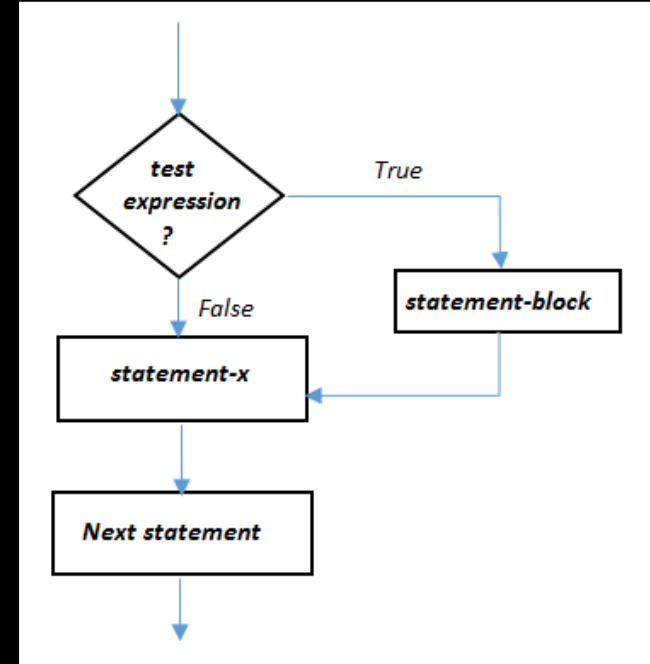 test
expression
?
True
False
statement-block
statement-x
Next statement